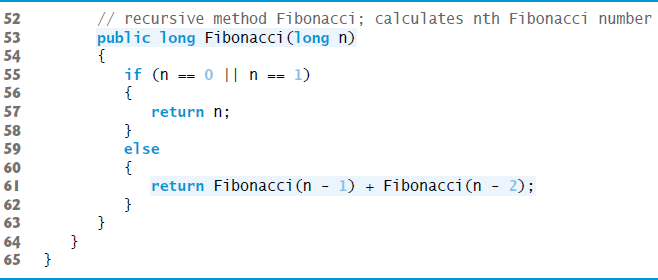 52 // recursive method Fibonacci; calculates nth Fibonacci number
53 public long Fibonacci(long n)
54 {
55 if (n == 0 || n == 1)
56 {
57 return n;
58 }
59 else
60 {
61 return Fibonacci(n - 1) + Fibonacci(n - 2);
62 }
63 }
64 }
65 }